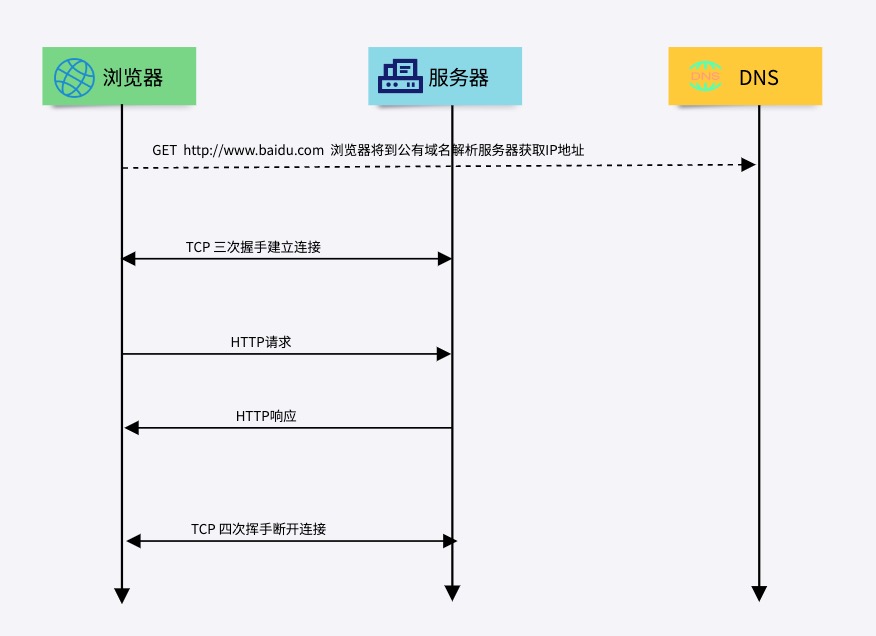 浏览器
服务器
DNS DNS
GET http://www.baidu.com 浏览器将到公有域名解析服务器获取IP地址
TCP 三次握手建立连接
HTTP请求
HTTP响应
TCP 四次挥手断开连接